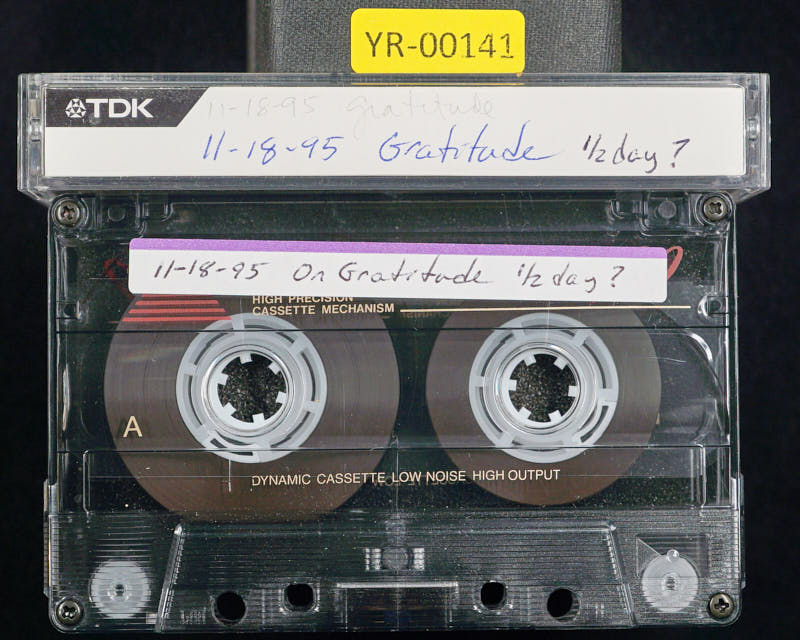 YR-00141
TDK
11-18-95 gratitude
11-18-95 Gratitude 1/2 day?
11-18-95 On Gratitude 1/2 day?
HIGH PRECISION
CASSETTE MECHANISM
A
DYNAMIC CASSETTE LOW NOISE HIGH OUTPUT